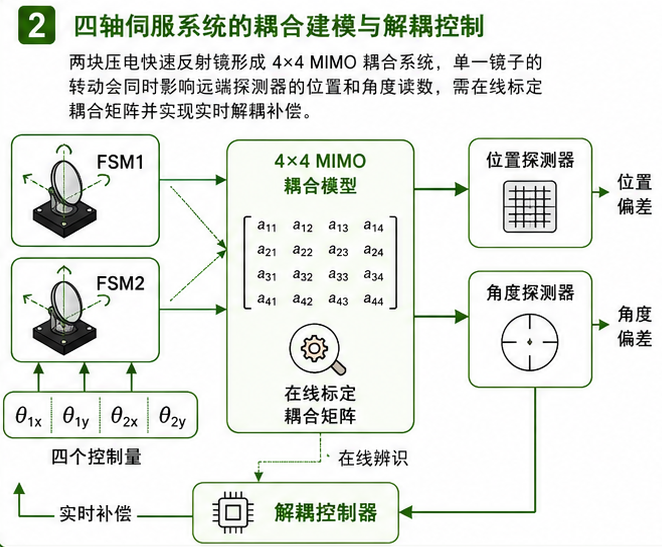 2 四轴伺服系统的耦合建模与解耦控制
两块压电快速反射镜形成 4×4 MIMO 耦合系统，单一镜子的
转动会同时影响远端探测器的位置和角度读数，需在线标定
耦合矩阵并实现实时解耦补偿。
FSM1
FSM2
θ1x θ1y θ2x θ2y
四个控制量
4×4 MIMO
耦合模型
a11 a12 a13 a14
a21 a22 a23 a24
a31 a32 a33 a34
a41 a42 a43 a44
在线标定
耦合矩阵
位置探测器
位置
偏差
角度探测器
角度
偏差
在线辨识
实时补偿
解耦控制器